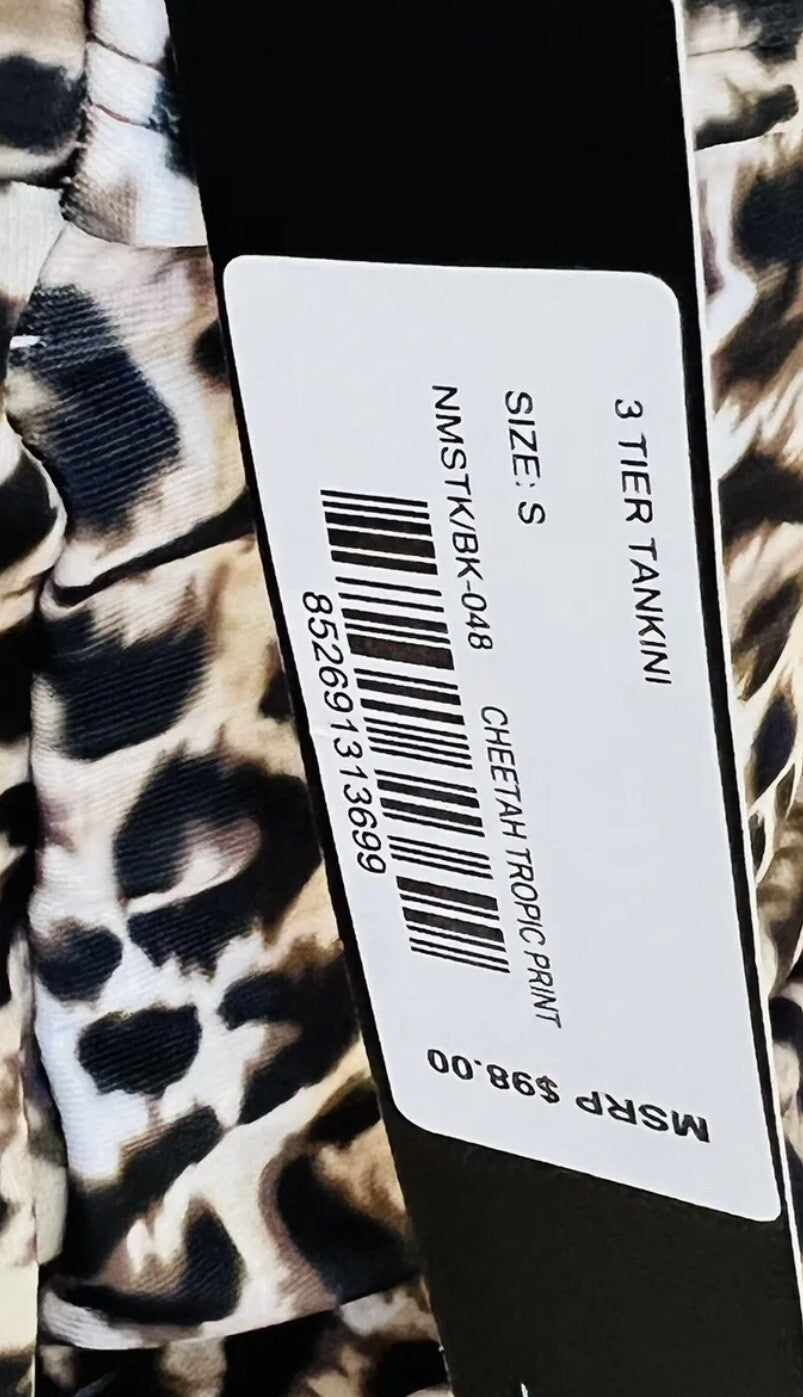 3 TIER TANKINI
SIZE: S
CHEETAH TROPIC PRINT
NMSTK/BK-048
852691313699
MSRP $98.00